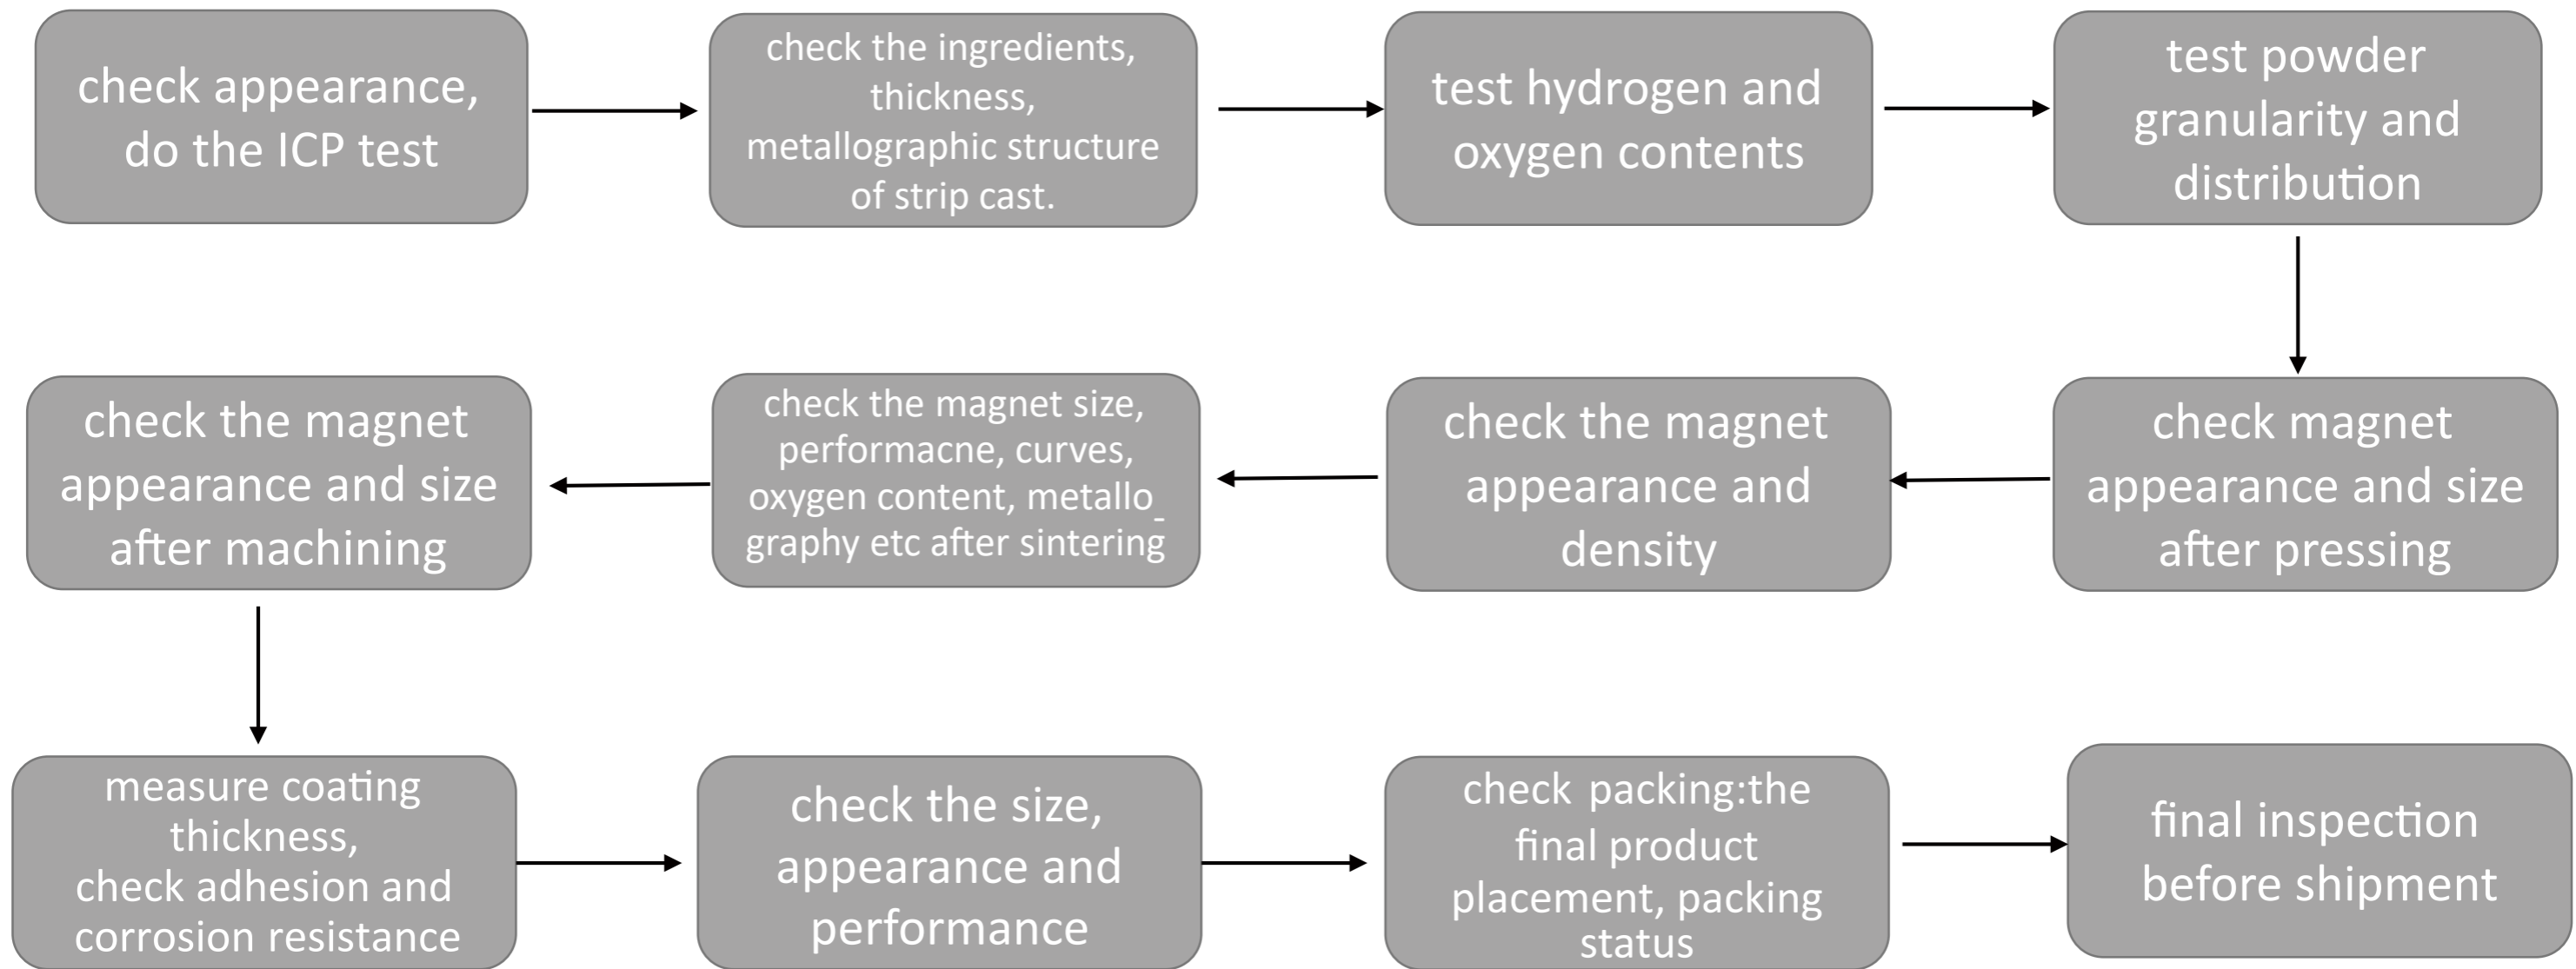 check appearance,
do the ICP test
check the ingredients,
thickness,
metallographic structure
of strip cast.
test hydrogen and
oxygen contents
test powder
granularity and
distribution
check magnet
appearance and size
after pressing
check the magnet
appearance and
density
check the magnet size,
performacne, curves,
oxygen content, metallo_
graphy etc after sintering
check the magnet
appearance and size
after machining
measure coating
thickness,
check adhesion and
corrosion resistance
check the size,
appearance and
performance
check packing:the
final product
placement, packing
status
final inspection
before shipment